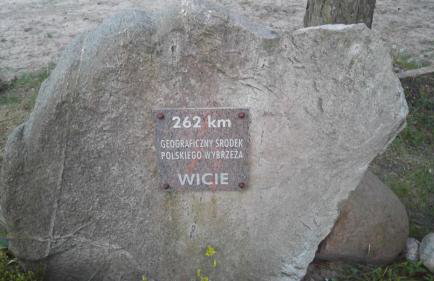 262 km
GEOGRAFICZNY ŚRODEK
POLSKIEGO WYBRZEŻA
WICIE